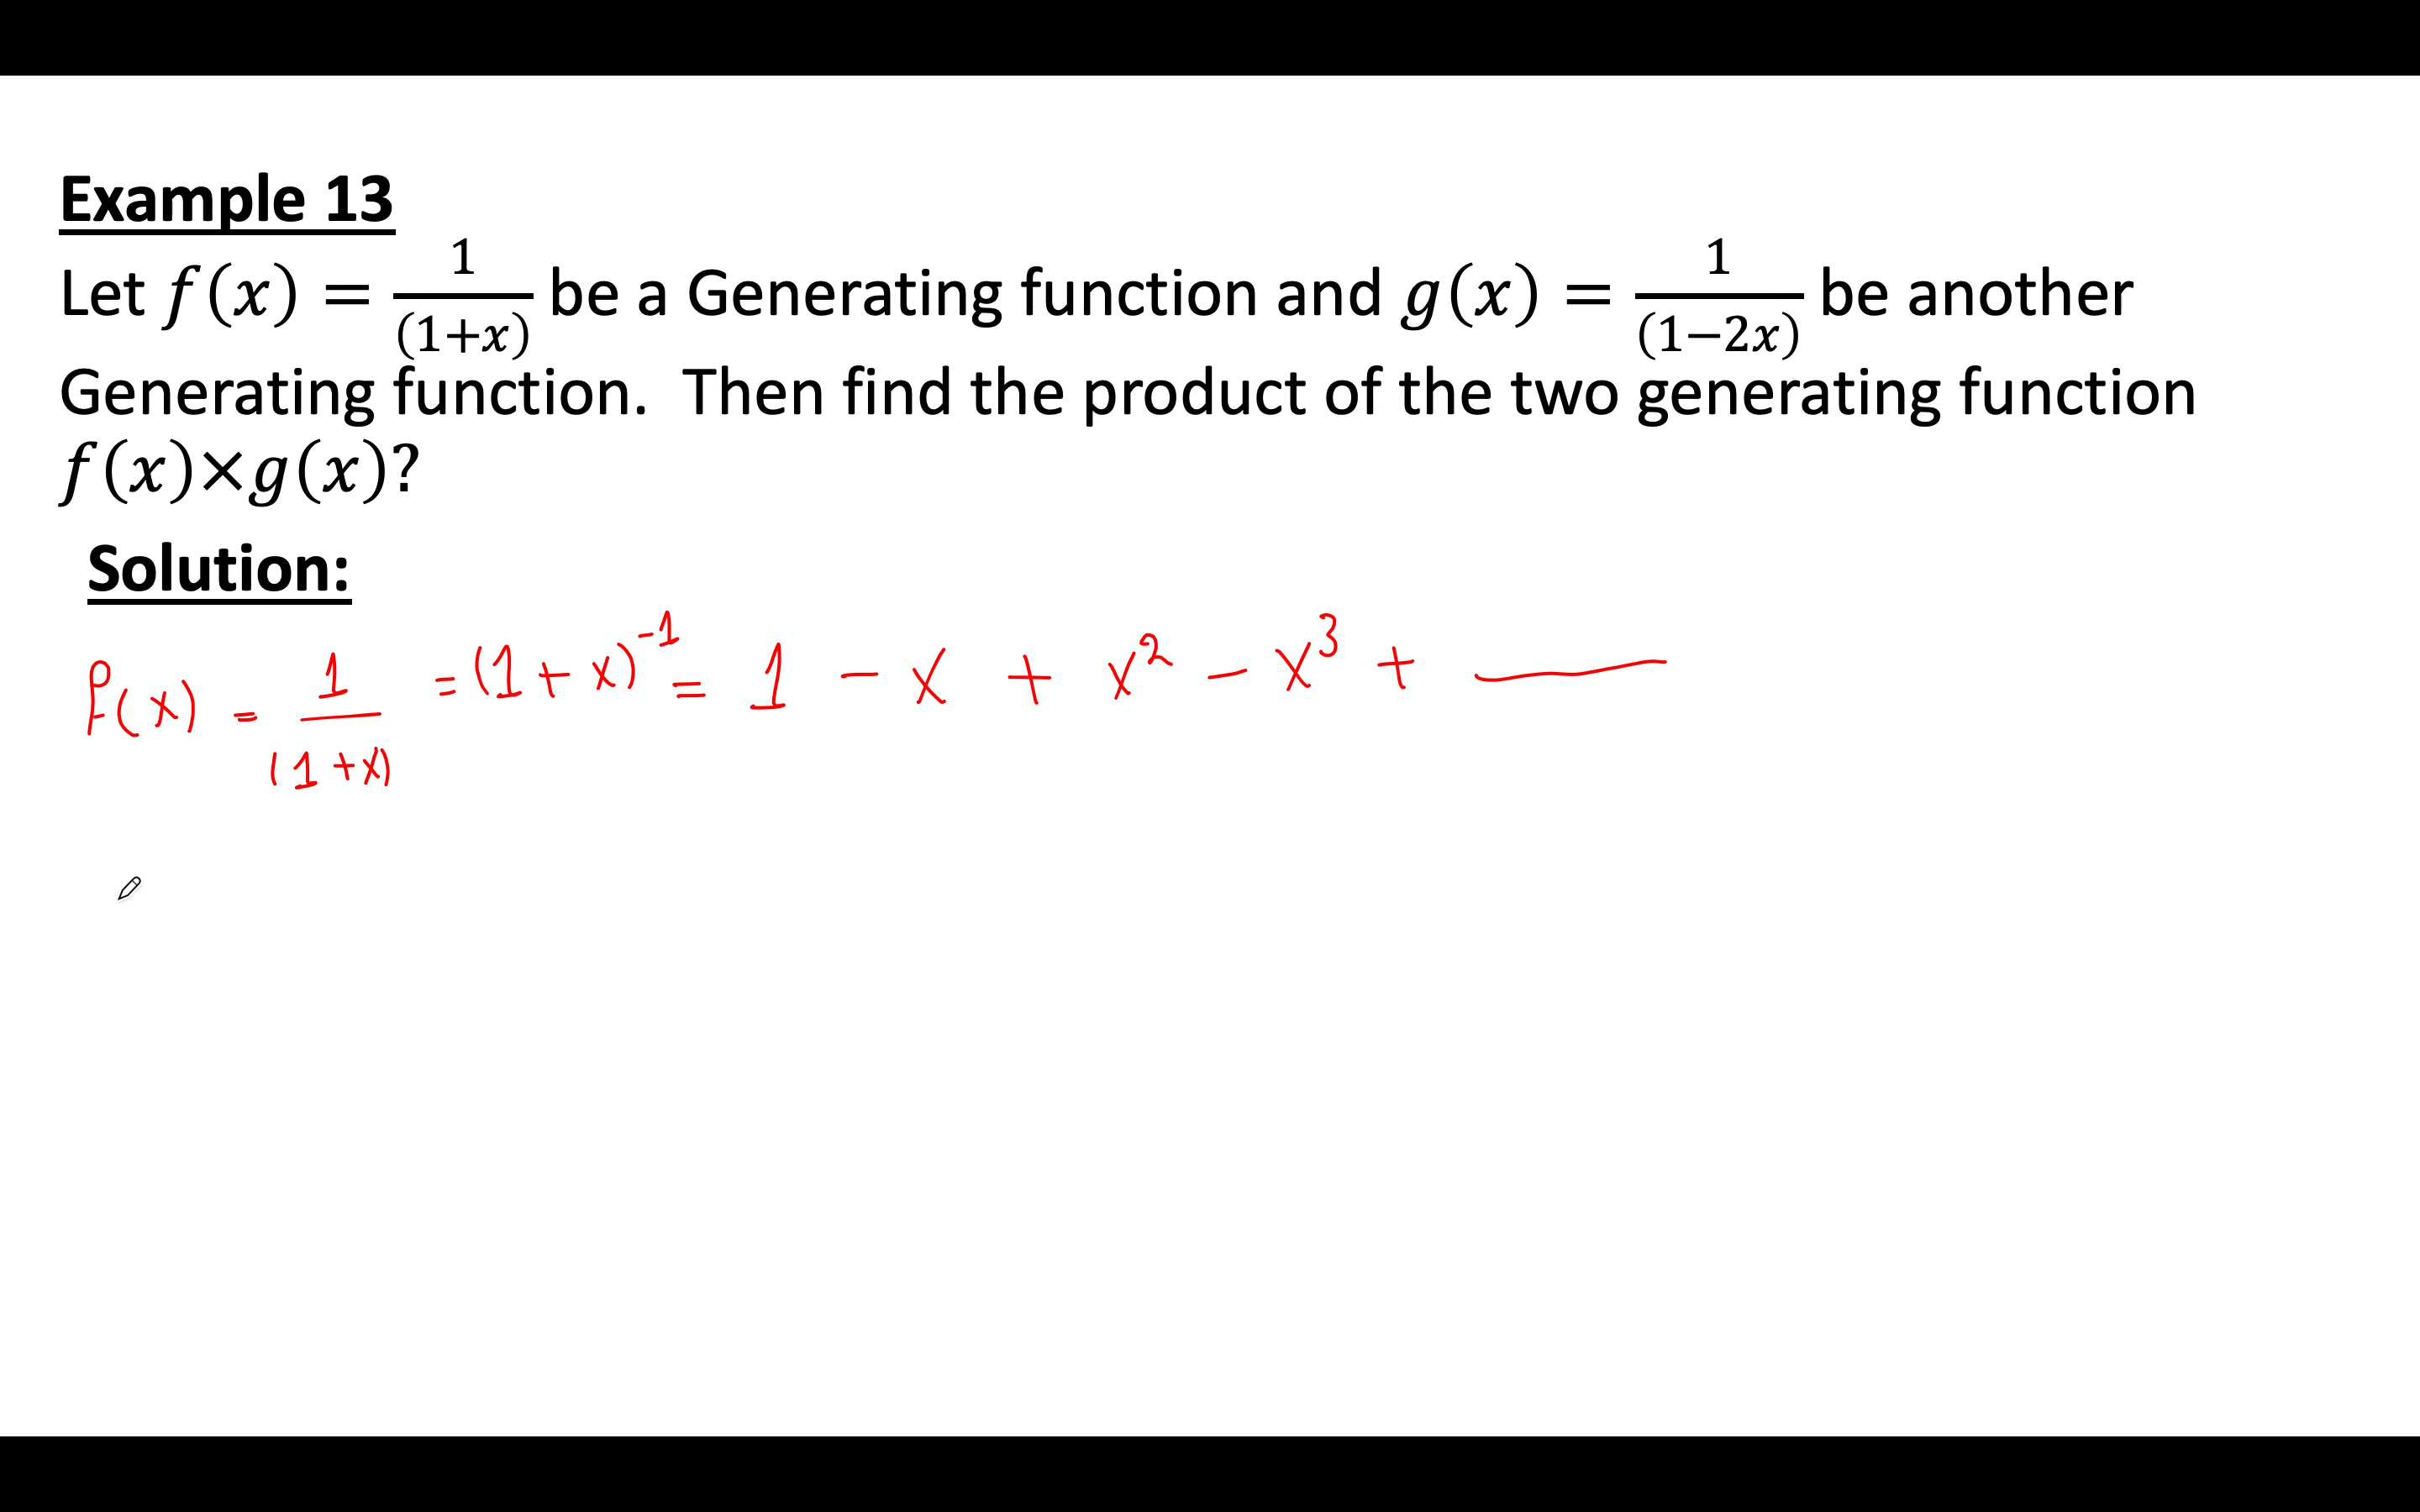 Example 13
Let f(x) = 1/(1+x) be a Generating function and g(x) = 1/(1−2x) be another
Generating function. Then find the product of the two generating function
f(x)×g(x)?
Solution:
f(x) = 1/(1+x) = (1+x)^-1 = 1 - x + x^2 - x^3 + ———